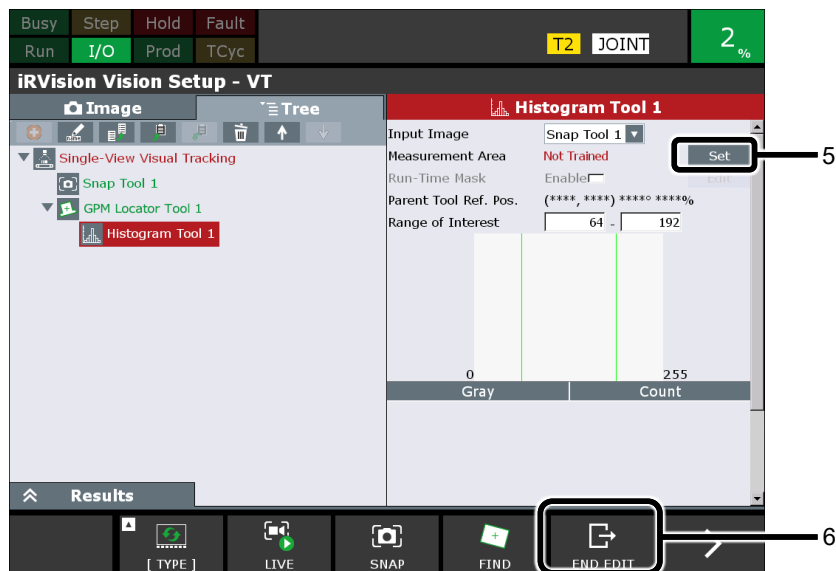 Busy Step Hold Fault
Run I/O Prod TCyc
T2 JOINT
2 %
iRVision Vision Setup - VT
Image Tree
Single-View Visual Tracking
Snap Tool 1
GPM Locator Tool 1
Histogram Tool 1
Histogram Tool 1
Input Image Snap Tool 1
Measurement Area Not Trained Set
Run-Time Mask Enable Edit
Parent Tool Ref. Pos. (****, ****) ****° ****%
Range of Interest 64 - 192
0 255
Gray Count
Results
[ TYPE ] LIVE SNAP FIND END EDIT
5
6